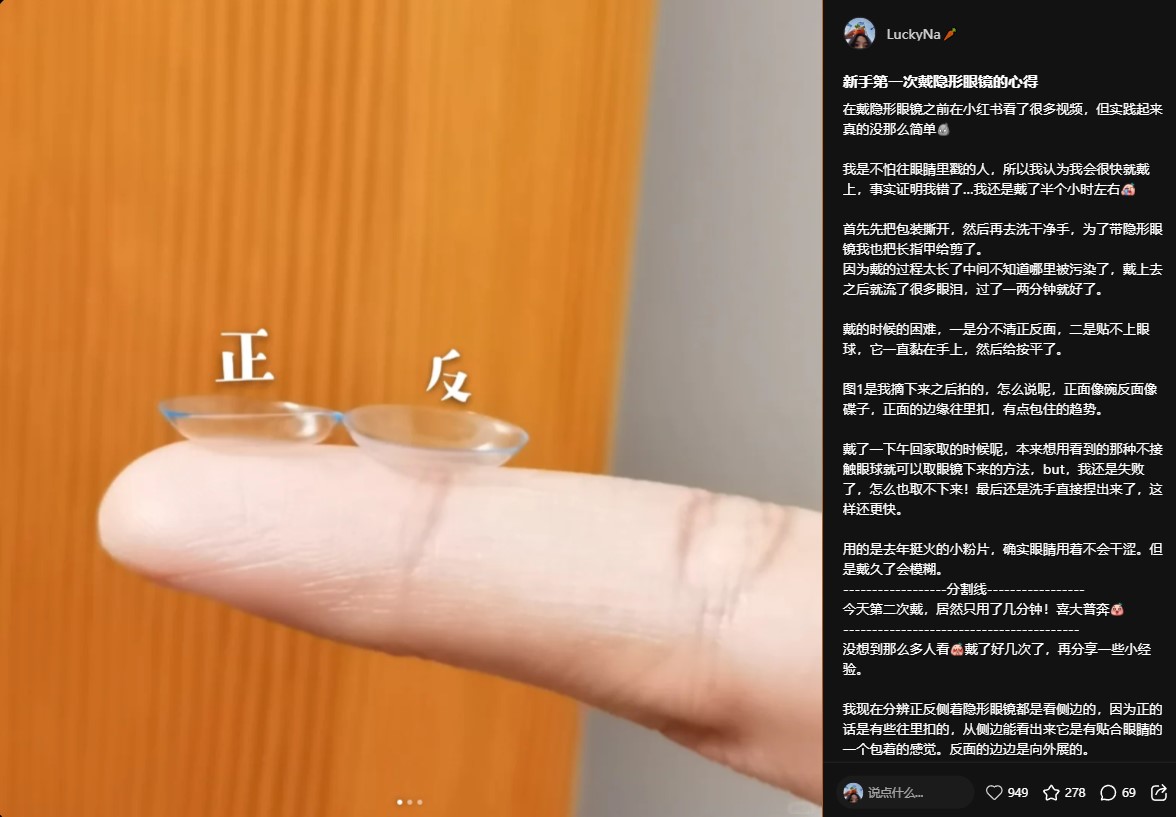 正
反
LuckyNa
新手第一次戴隐形眼镜的心得
在戴隐形眼镜之前在小红书看了很多视频，但实践起来
真的没那么简单
我是不怕往眼睛里戳的人，所以我认为我会很快就戴
上，事实证明我错了...我还是戴了半个小时左右
首先先把包装撕开，然后再去洗干净手，为了带隐形眼
镜我也把长指甲给剪了。
因为戴的过程太长了中间不知道哪里被污染了，戴上去
之后就流了很多眼泪，过了一两分钟就好了。
戴的时候的困难，一是分不清正反面，二是贴不上眼
球，它一直黏在手上，然后给按平了。
图1是我摘下来之后拍的，怎么说呢，正面像碗反面像
碟子，正面的边缘往里扣，有点包住的趋势。
戴了一下午回家取的时候呢，本来想用看到的那种不接
触眼球就可以取眼镜下来的方法，but，我还是失败
了，怎么也取不下来！最后还是洗手直接捏出来了，这
样还更快。
用的是去年挺火的小粉片，确实眼睛用着不会干涩。但
是戴久了会模糊。
------------------分割线-----------------
今天第二次戴，居然只用了几分钟！喜大普奔
-----------------------------------------
没想到那么多人看戴了好几次了，再分享一些小经
验。
我现在分辨正反侧着隐形眼镜都是看侧边的，因为正的
话是有些往里扣的，从侧边能看出来它是有贴合眼睛的
一个包着的感觉。反面的边边是向外展的。
说点什么...
949
278
69